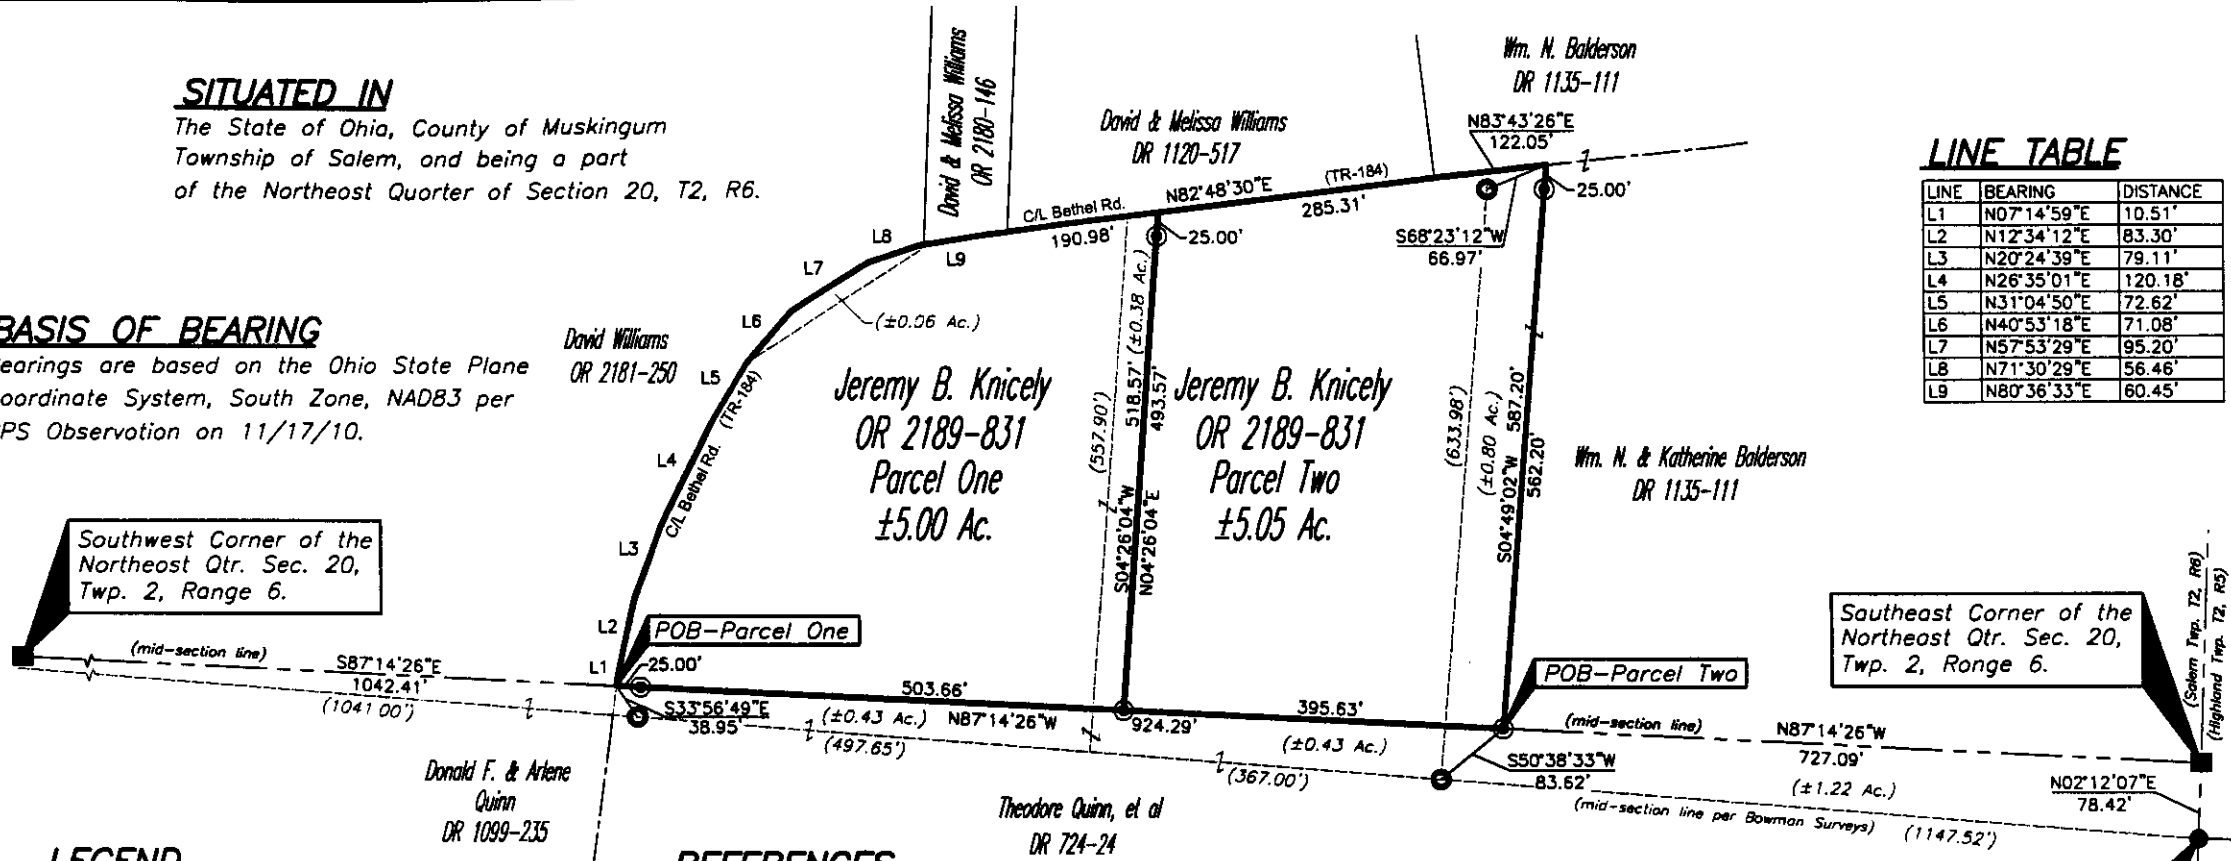 SITUATED IN
The State of Ohio, County of Muskingum
Township of Salem, and being a part
of the Northeast Quarter of Section 20, T2, R6.
BASIS OF BEARING
earings are based on the Ohio State Plane
oordinate System, South Zone, NAD83 per
PS Observation on 11/17/10.
David & Melissa Williams
OR 2180-146
David & Melissa Williams
DR 1120-517
Wm. N. Balderson
DR 1135-111
N83°43'26"E
122.05'
LINE TABLE
LINE BEARING DISTANCE
L1 N07°14'59"E 10.51'
L2 N12°34'12"E 83.30'
L3 N20°24'39"E 79.11'
L4 N26°35'01"E 120.18'
L5 N31°04'50"E 72.62'
L6 N40°53'18"E 71.08'
L7 N57°53'29"E 95.20'
L8 N71°30'29"E 56.46'
L9 N80°36'33"E 60.45'
C/L Bethel Rd.
190.98'
N82°48'30"E
285.31'
(TR-184)
25.00'
25.00'
S68°23'12"W
66.97'
L9
L8
L7
L6
L5
L4
L3
L2
L1
(±0.06 Ac.)
C/L Bethel Rd. (TR-184)
David Williams
OR 2181-250
Jeremy B. Knicely
OR 2189-831
Parcel One
±5.00 Ac.
(557.90')
518.57' (±0.38 Ac.)
493.57'
S04°26'04"W
N04°26'04"E
Jeremy B. Knicely
OR 2189-831
Parcel Two
±5.05 Ac.
(633.98')
(±0.80 Ac.)
S04°49'02"W 587.20'
562.20'
Wm. N. & Katherine Balderson
DR 1135-111
Southwest Corner of the
Northeast Qtr. Sec. 20,
Twp. 2, Range 6.
POB-Parcel One
POB-Parcel Two
Southeast Corner of the
Northeast Qtr. Sec. 20,
Twp. 2, Range 6.
(Salem Twp. T2, R6)
(Highland Twp. T2, R5)
(mid-section line)
S87°14'26"E
1042.41'
(1041.00')
25.00'
S33°56'49"E
38.95'
503.66'
(±0.43 Ac.) N87°14'26"W
(497.65')
924.29'
395.63'
(±0.43 Ac.)
(367.00')
S50°38'33"W
83.62'
(mid-section line)
N87°14'26"W
727.09'
(±1.22 Ac.)
(mid-section line per Bowman Surveys) (1147.52')
N02°12'07"E
78.42'
Donald F. & Arlene
Quinn
DR 1099-235
Theodore Quinn, et al
DR 724-24
LEGEND
REFERENCES